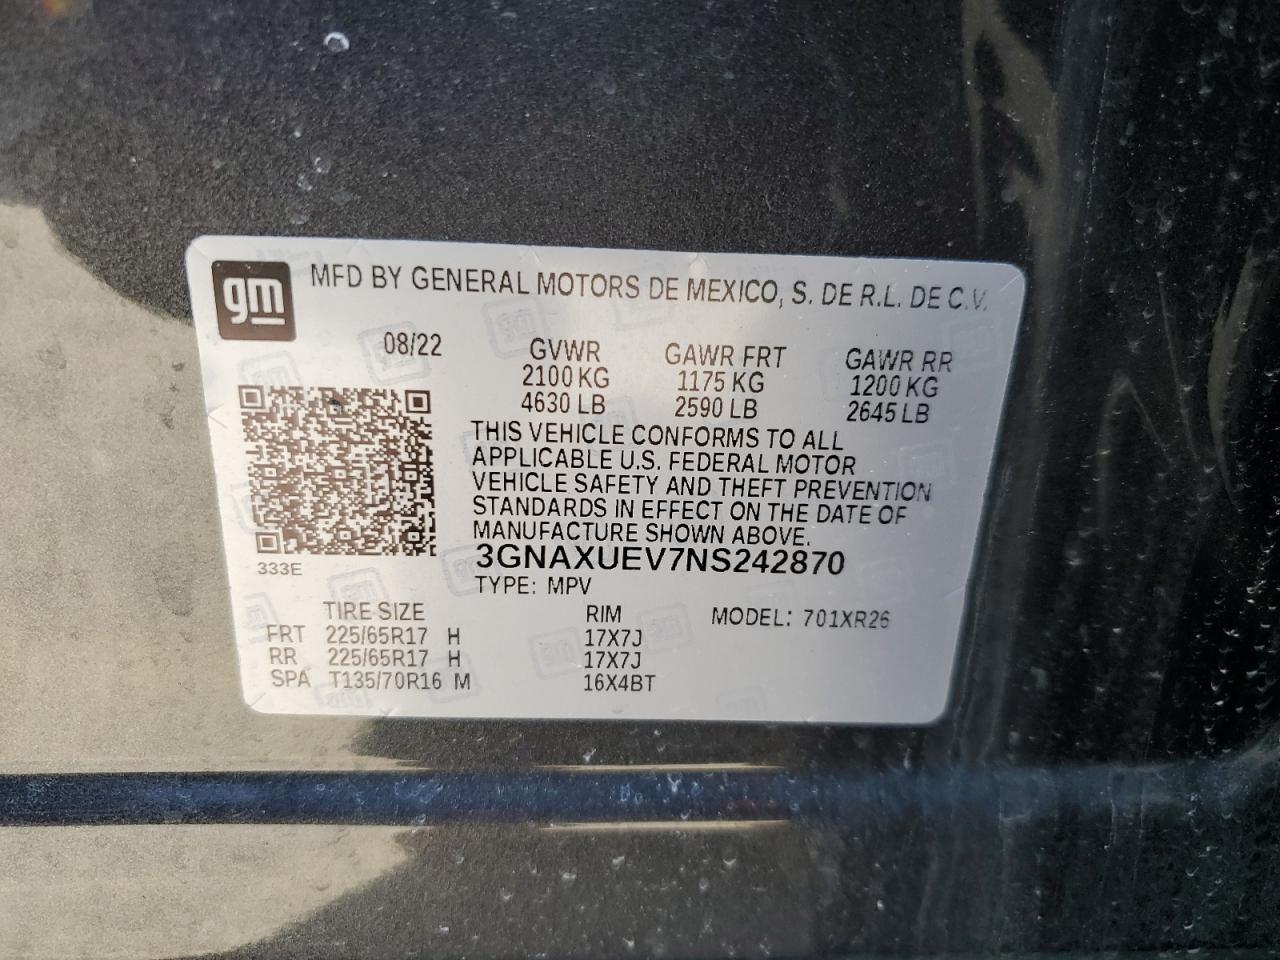 gm MFD BY GENERAL MOTORS DE MEXICO, S. DE R.L. DE C.V.
08/22 GVWR GAWR FRT GAWR RR
2100 KG 1175 KG 1200 KG
4630 LB 2590 LB 2645 LB
THIS VEHICLE CONFORMS TO ALL
APPLICABLE U.S. FEDERAL MOTOR
VEHICLE SAFETY AND THEFT PREVENTION
STANDARDS IN EFFECT ON THE DATE OF
MANUFACTURE SHOWN ABOVE.
3GNAXUEV7NS242870
333E
TYPE: MPV
TIRE SIZE RIM MODEL: 701XR26
FRT 225/65R17 H 17X7J
RR 225/65R17 H 17X7J
SPA T135/70R16 M 16X4BT